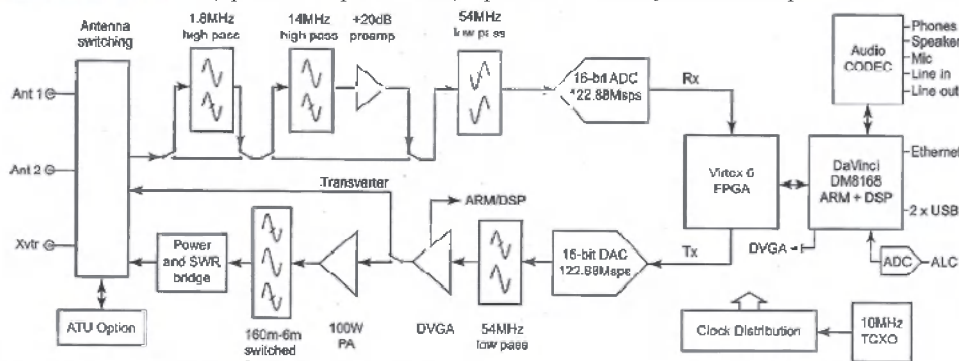 Antenna
switching
1.8MHz
high pass
14MHz
high pass
+20dB
preamp
54MHz
low pass
Ant 1
Ant 2
Xvtr
16-bit ADC
122.88Msps
Rx
Audio
CODEC
Phones
Speaker
Mic
Line in
Line out
Virtex 6
FPGA
DaVinci
DM8168
ARM + DSP
Ethernet
2 x USB
Transverter
ARM/DSP
Power
and SWR
bridge
16-bit DAC
122.88Msps
Tx
DVGA
ADC
ALC
ATU Option
160m-6m
switched
100W
PA
DVGA
54MHz
low pass
Clock Distribution
10MHz
TCXO